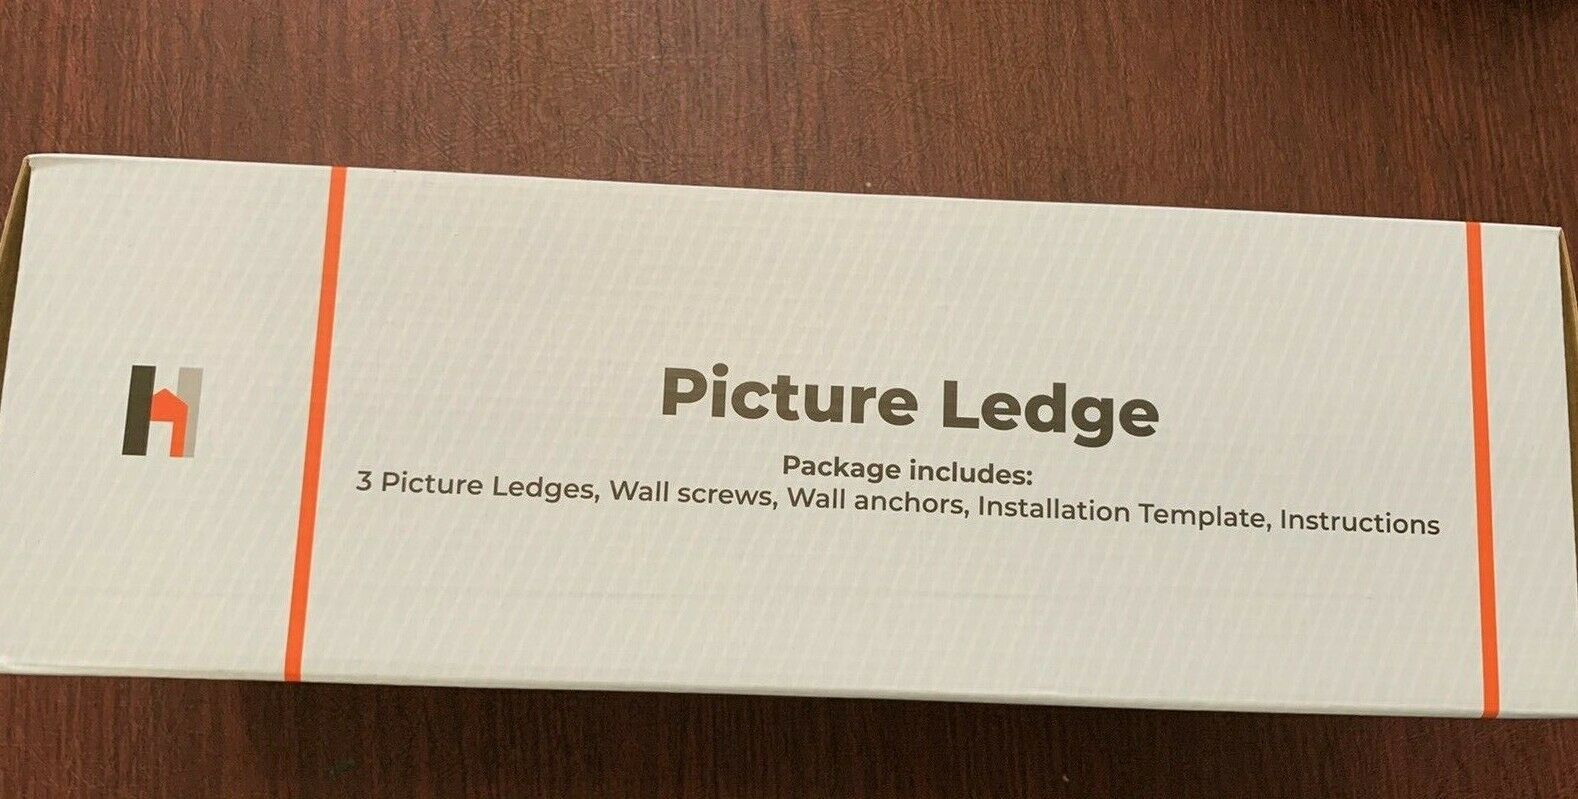 Picture Ledge
Package includes:
3 Picture Ledges, Wall screws, Wall anchors, Installation Template, Instructions